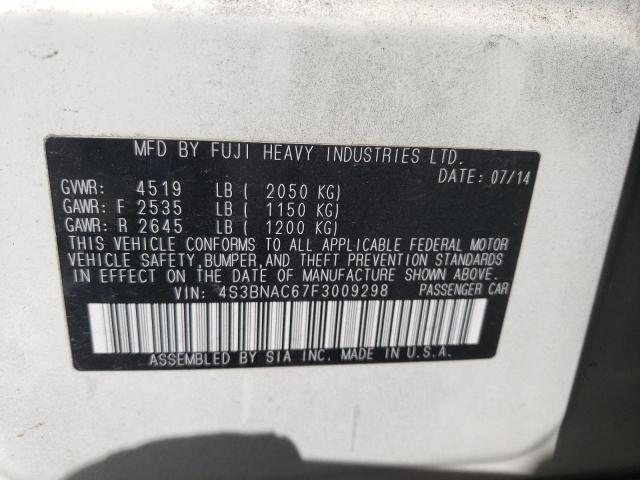 MFD BY FUJI HEAVY INDUSTRIES LTD.
DATE: 07/14
GVWR: 4519 LB ( 2050 KG)
GAWR: F 2535 LB ( 1150 KG)
GAWR: R 2645 LB ( 1200 KG)
THIS VEHICLE CONFORMS TO ALL APPLICABLE FEDERAL MOTOR
VEHICLE SAFETY,BUMPER,AND THEFT PREVENTION STANDARDS
IN EFFECT ON THE DATE OF MANUFACTURE SHOWN ABOVE.
VIN: 4S3BNAC67F3009298 PASSENGER CAR
ASSEMBLED BY SIA INC. MADE IN U.S.A.